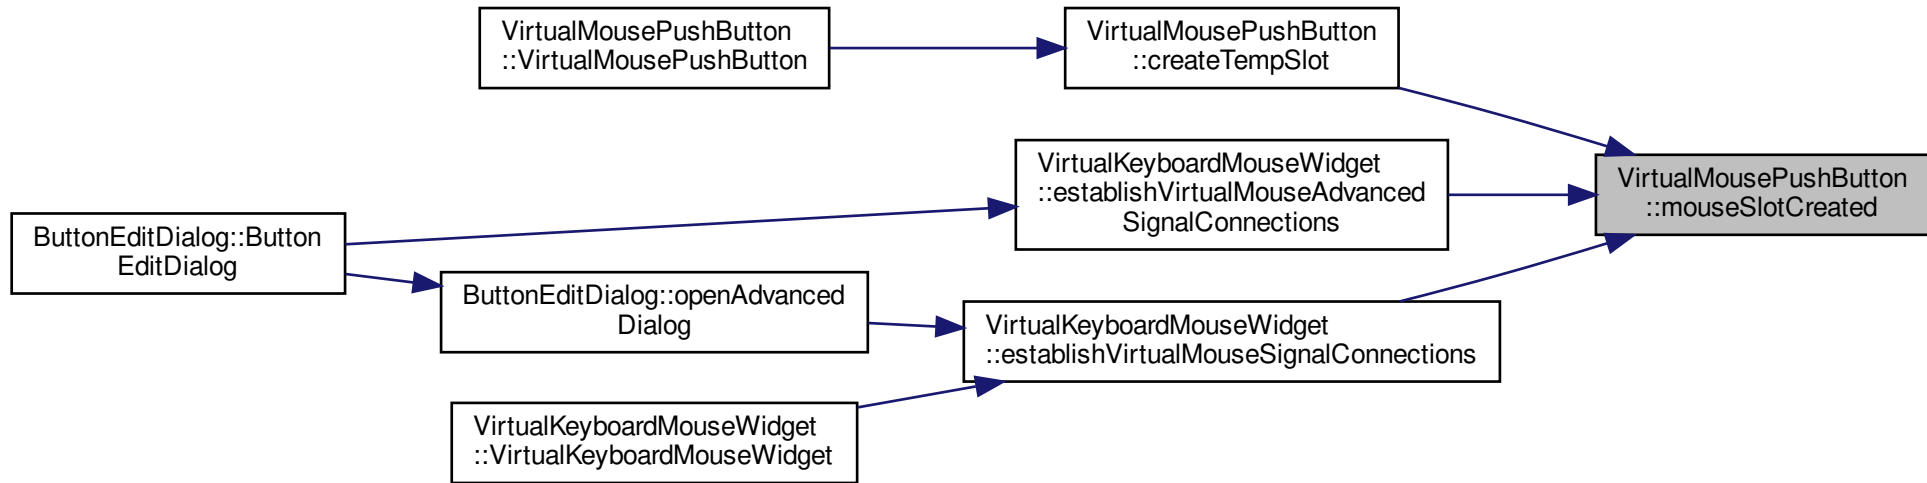 VirtualMousePushButton
::VirtualMousePushButton
VirtualMousePushButton
::createTempSlot
VirtualKeyboardMouseWidget
::establishVirtualMouseAdvanced
SignalConnections
VirtualMousePushButton
::mouseSlotCreated
ButtonEditDialog::Button
EditDialog
ButtonEditDialog::openAdvanced
Dialog
VirtualKeyboardMouseWidget
::establishVirtualMouseSignalConnections
VirtualKeyboardMouseWidget
::VirtualKeyboardMouseWidget